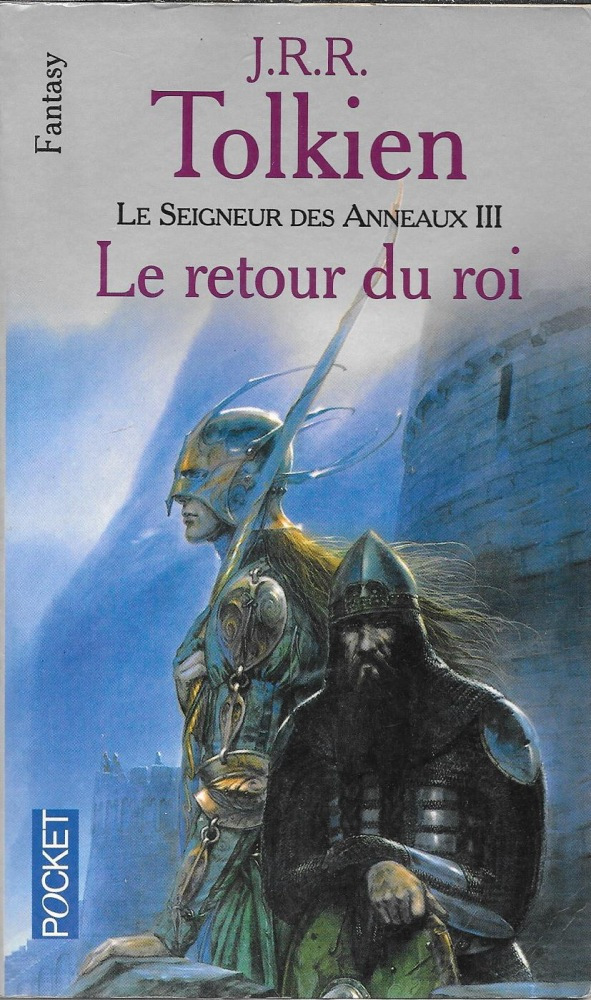 Fantasy
J.R.R.
Tolkien
LE SEIGNEUR DES ANNEAUX III
Le retour du roi
POCKET